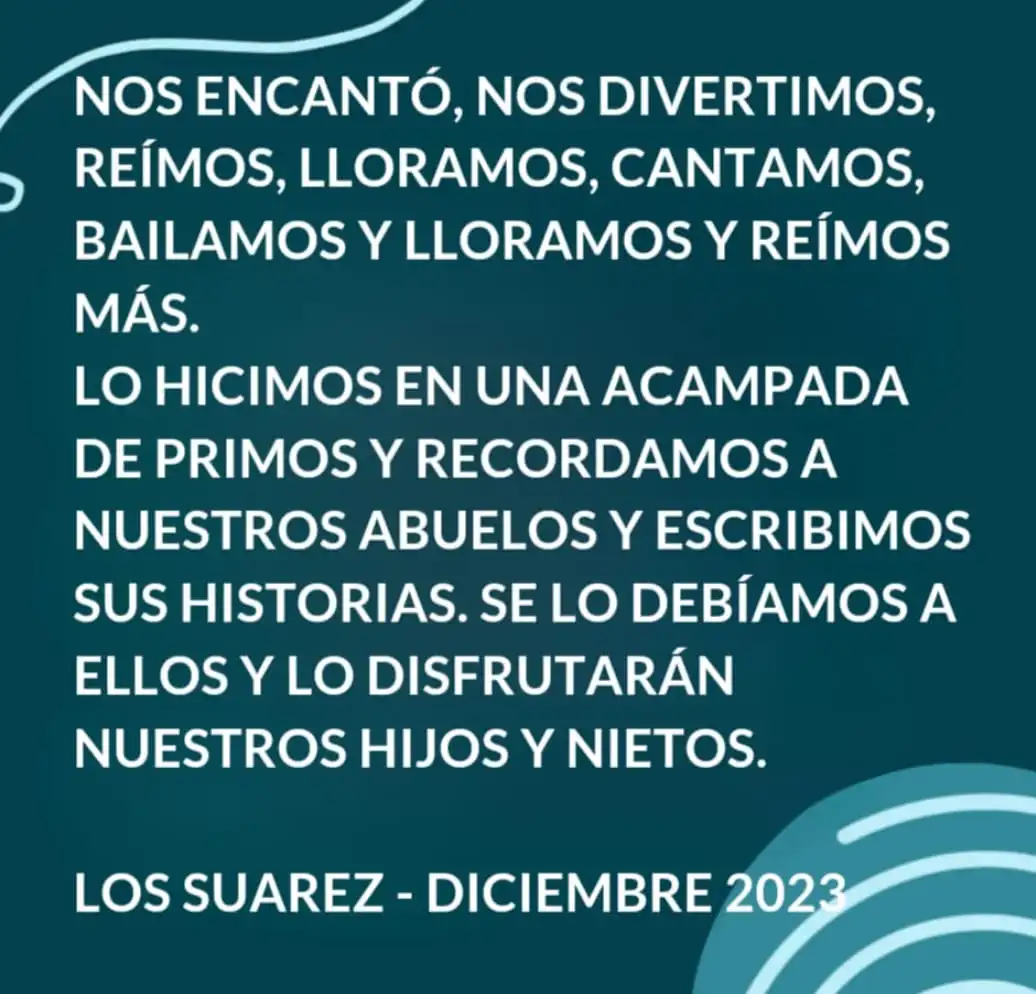 NOS ENCANTÓ, NOS DIVERTIMOS,
REÍMOS, LLORAMOS, CANTAMOS,
BAILAMOS Y LLORAMOS Y REÍMOS
MÁS.
LO HICIMOS EN UNA ACAMPADA
DE PRIMOS Y RECORDAMOS A
NUESTROS ABUELOS Y ESCRIBIMOS
SUS HISTORIAS. SE LO DEBÍAMOS A
ELLOS Y LO DISFRUTARÁN
NUESTROS HIJOS Y NIETOS.
LOS SUAREZ - DICIEMBRE 2023